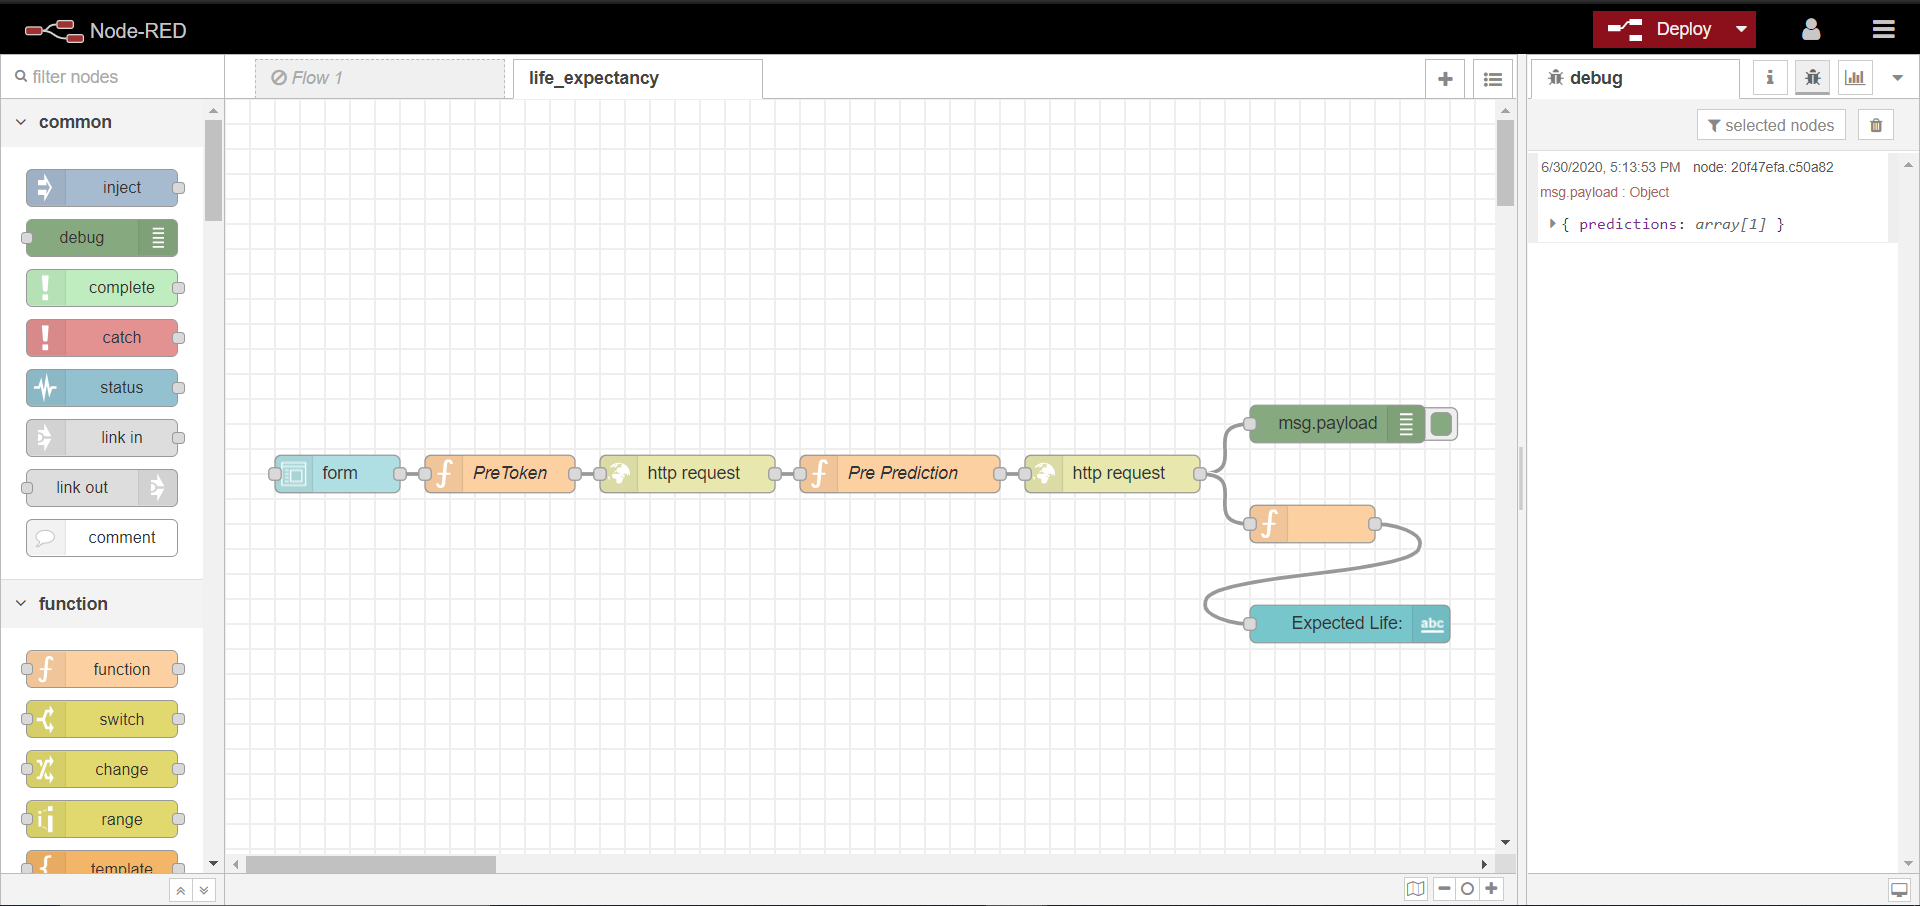 Node-RED
Deploy
filter nodes
Flow 1
life_expectancy
debug
i
selected nodes
common
inject
debug
complete
catch
status
link in
link out
comment
function
function
switch
change
range
template
form
PreToken
http request
Pre Prediction
http request
msg.payload
Expected Life:
abc
6/30/2020, 5:13:53 PM node: 20f47efa.c50a82
msg.payload : Object
{ predictions: array[1] }